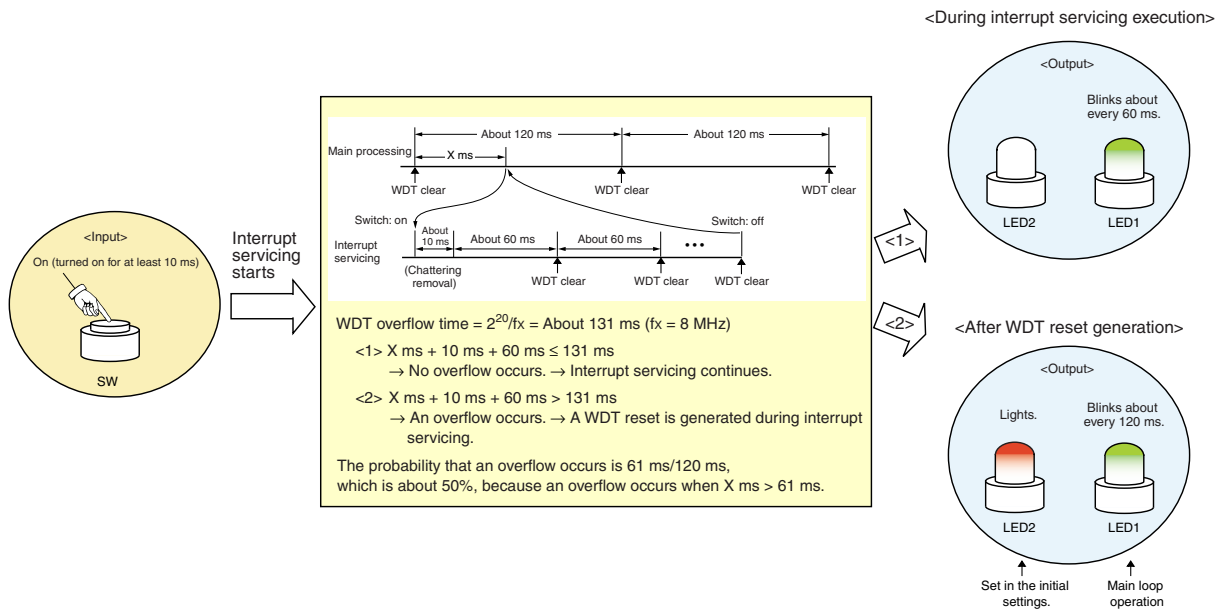 <Input>
On (turned on for at least 10 ms)
SW
Interrupt
servicing
starts
About 120 ms
About 120 ms
Main processing
X ms
WDT clear
WDT clear
WDT clear
Switch: on
Switch: off
About
10 ms
About 60 ms
About 60 ms
•••
Interrupt
servicing
(Chattering
removal)
WDT clear
WDT clear
WDT clear
WDT overflow time = 2²⁰/fx = About 131 ms (fx = 8 MHz)
<1> X ms + 10 ms + 60 ms ≤ 131 ms
→ No overflow occurs. → Interrupt servicing continues.
<2> X ms + 10 ms + 60 ms > 131 ms
→ An overflow occurs. → A WDT reset is generated during interrupt
servicing.
The probability that an overflow occurs is 61 ms/120 ms,
which is about 50%, because an overflow occurs when X ms > 61 ms.
<1>
<2>
<During interrupt servicing execution>
<Output>
Blinks about
every 60 ms.
LED2
LED1
<After WDT reset generation>
<Output>
Lights.
Blinks about
every 120 ms.
LED2
LED1
Set in the initial
settings.
Main loop
operation